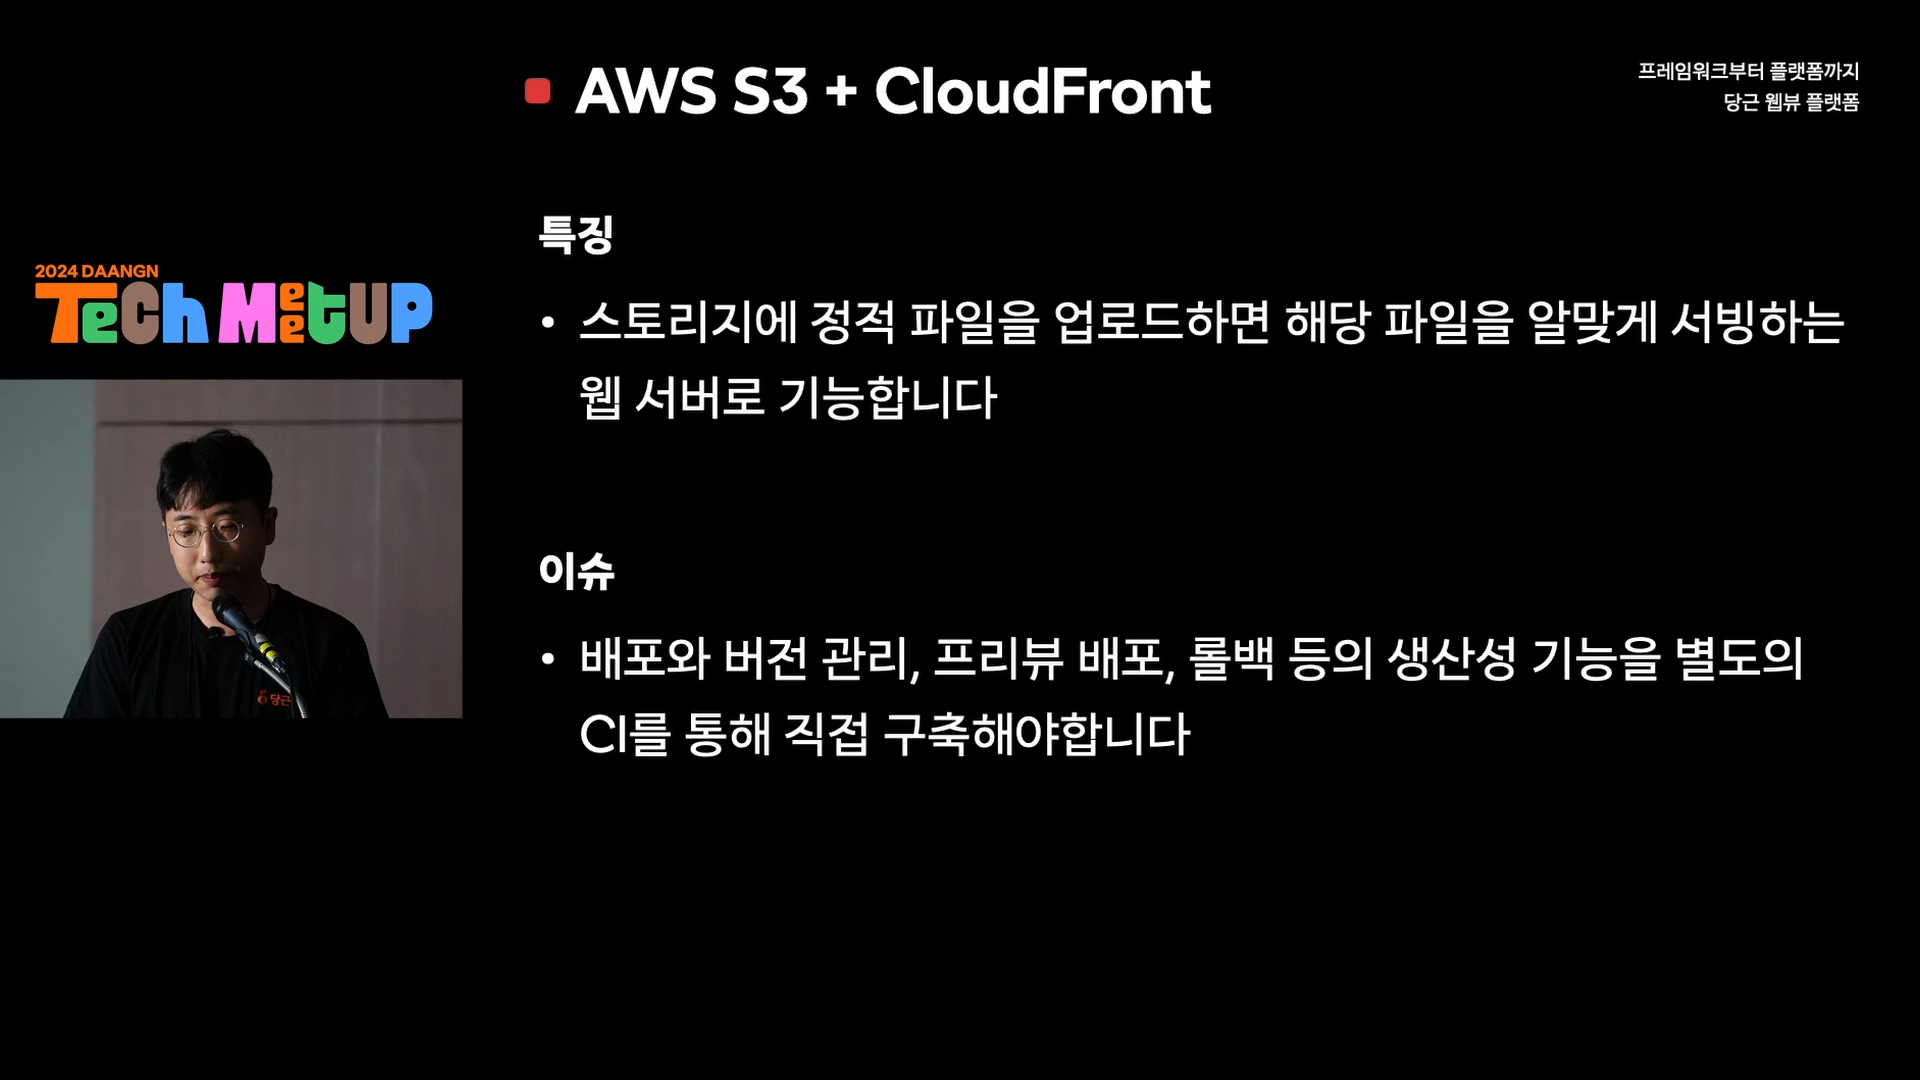 AWS S3 + CloudFront
프레임워크부터 플랫폼까지
당근 웹뷰 플랫폼
특징
• 스토리지에 정적 파일을 업로드하면 해당 파일을 알맞게 서빙하는
웹 서버로 기능합니다
이슈
• 배포와 버전 관리, 프리뷰 배포, 롤백 등의 생산성 기능을 별도의
CI를 통해 직접 구축해야합니다
2024 DAANGN
Tech Meetup
당근